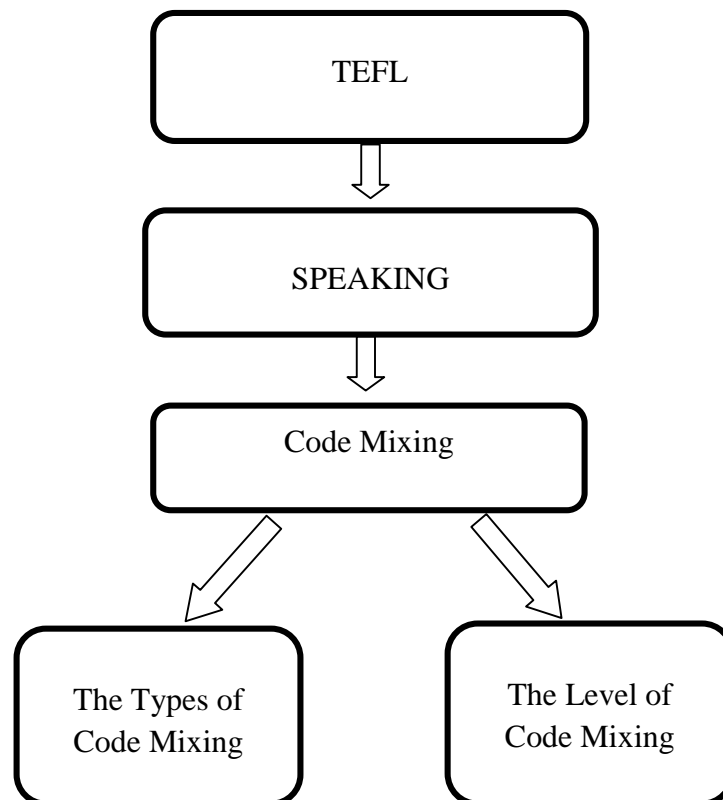 TEFL
SPEAKING
Code Mixing
The Types of
Code Mixing
The Level of
Code Mixing